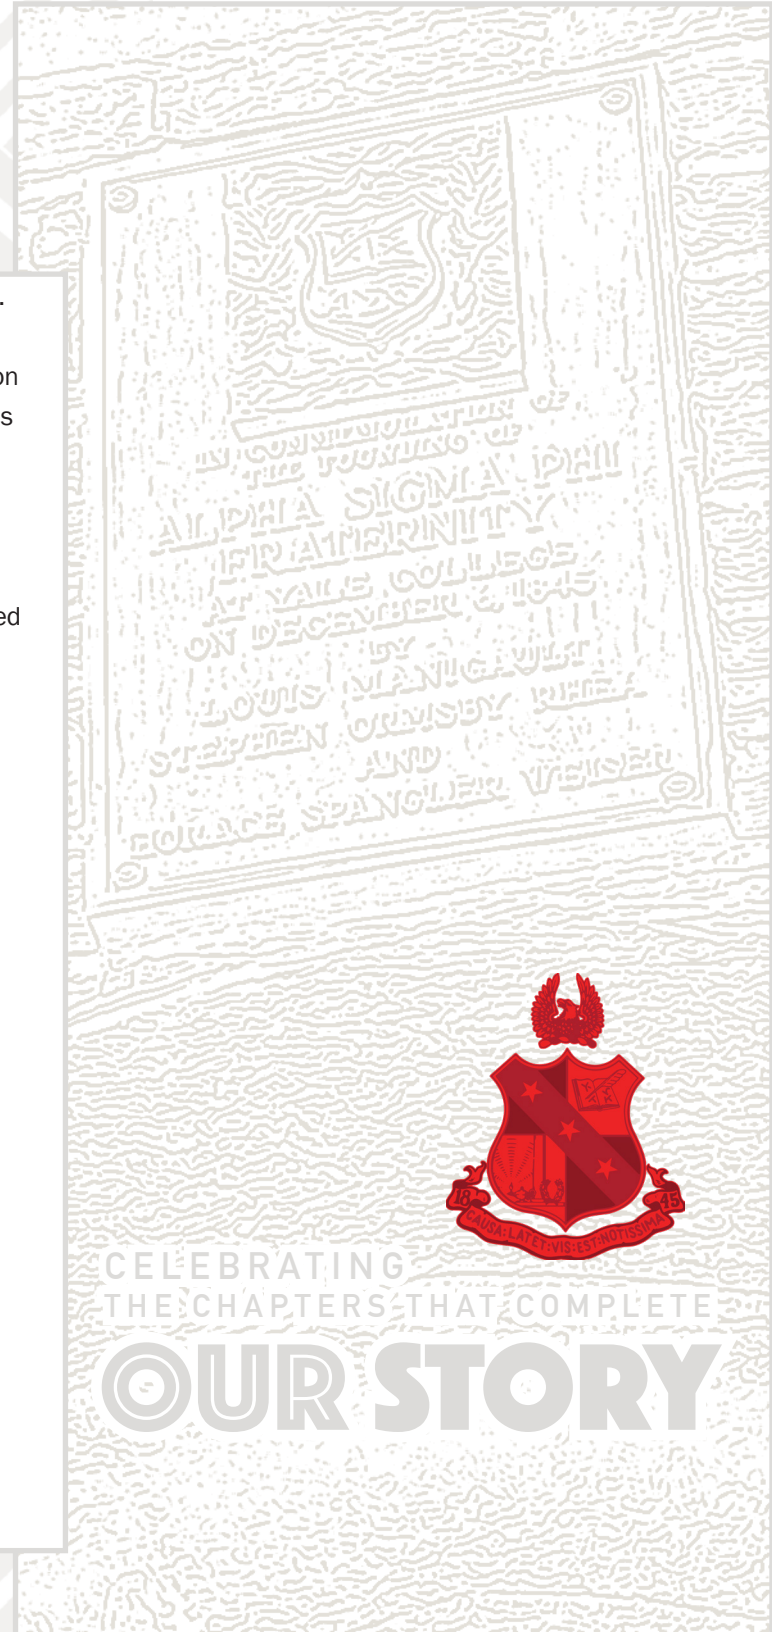 .
on
s
ed
IN COMMEMORATION OF
THE FOUNDING OF
ALPHA SIGMA PHI
FRATERNITY
AT YALE COLLEGE
ON DECEMBER 6, 1845
BY
LOUIS MANIGAULT
STEPHEN ORMSBY RHEA
AND
HORACE SPANGLER WEISER
18 45
CAUSA:LATET:VIS:EST:NOTISSIMA
CELEBRATING
THE CHAPTERS THAT COMPLETE
OUR STORY